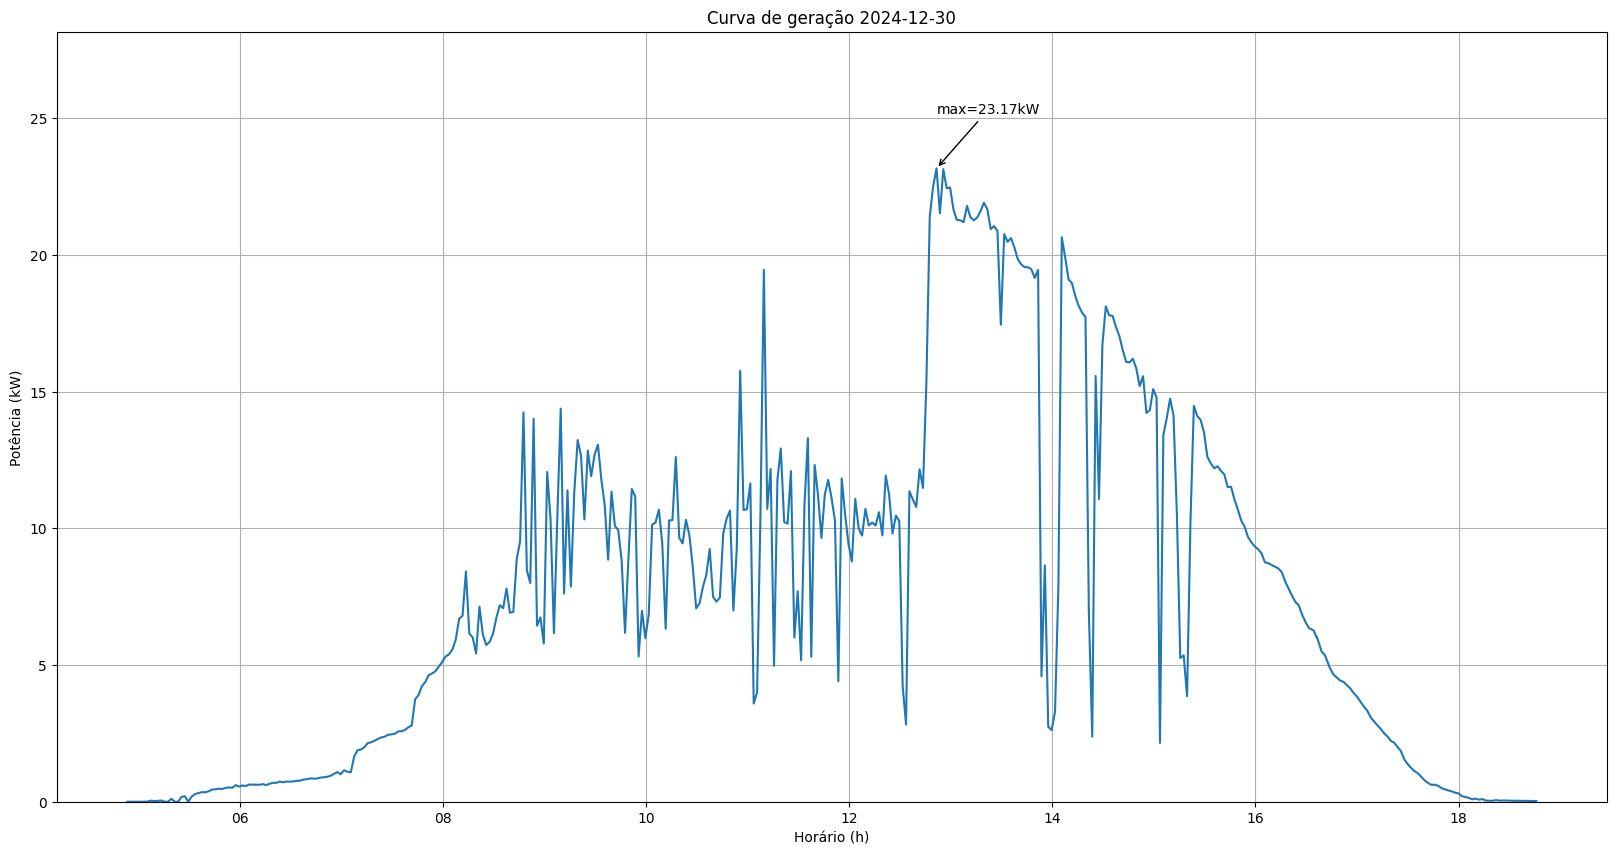 Curva de geração 2024-12-30
max=23.17kW
Potência (kW)
25
20
15
10
5
0
06 08 10 12 14 16 18
Horário (h)